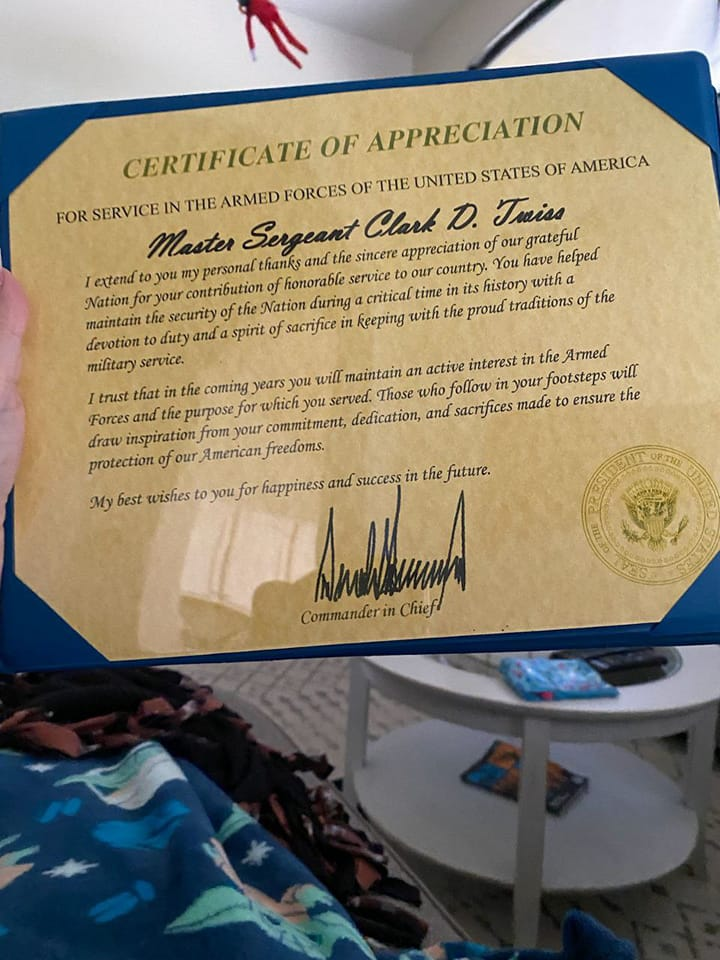 CERTIFICATE OF APPRECIATION
FOR SERVICE IN THE ARMED FORCES OF THE UNITED STATES OF AMERICA
Master Sergeant Clark D. Twiss
I extend to you my personal thanks and the sincere appreciation of our grateful
Nation for your contribution of honorable service to our country. You have helped
maintain the security of the Nation during a critical time in its history with a
devotion to duty and a spirit of sacrifice in keeping with the proud traditions of the
military service.
I trust that in the coming years you will maintain an active interest in the Armed
Forces and the purpose for which you served. Those who follow in your footsteps will
draw inspiration from your commitment, dedication, and sacrifices made to ensure the
protection of our American freedoms.
My best wishes to you for happiness and success in the future.
Commander in Chief
SEAL OF THE PRESIDENT OF THE UNITED STATES